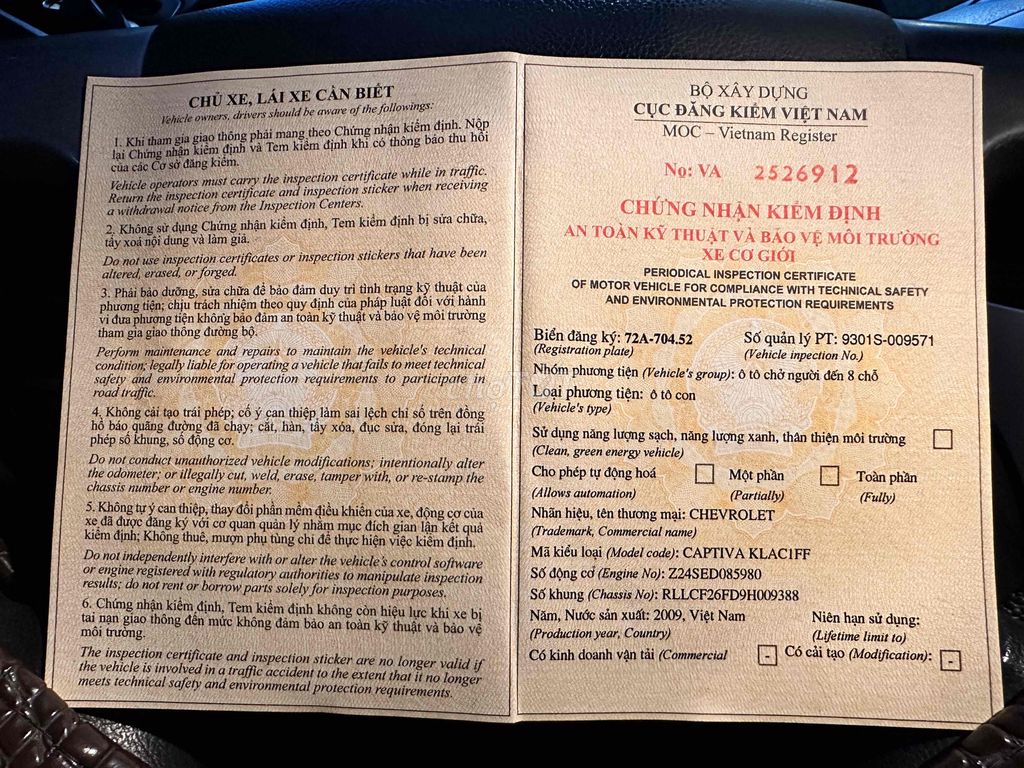 CHỦ XE, LÁI XE CẦN BIẾT
Vehicle owners, drivers should be aware of the followings:
1. Khi tham gia giao thông phải mang theo Chứng nhận kiểm định. Nộp
lại Chứng nhận kiểm định và Tem kiểm định khi có thông báo thu hồi
của các Cơ sở đăng kiểm.
Vehicle operators must carry the inspection certificate while in traffic.
Return the inspection certificate and inspection sticker when receiving
a withdrawal notice from the Inspection Centers.
2. Không sử dụng Chứng nhận kiểm định, Tem kiểm định bị sửa chữa,
tẩy xoá nội dung và làm giả.
Do not use inspection certificates or inspection stickers that have been
altered, erased, or forged.
3. Phải bảo dưỡng, sửa chữa để bảo đảm duy trì tình trạng kỹ thuật của
phương tiện; chịu trách nhiệm theo quy định của pháp luật đối với hành
vi đưa phương tiện không bảo đảm an toàn kỹ thuật và bảo vệ môi trường
tham gia giao thông đường bộ.
Perform maintenance and repairs to maintain the vehicle's technical
condition; legally liable for operating a vehicle that fails to meet technical
safety and environmental protection requirements to participate in
road traffic.
4. Không cải tạo trái phép; cố ý can thiệp làm sai lệch chỉ số trên đồng
hồ báo quãng đường đã chạy; cắt, hàn, tẩy xóa, đục sửa, đóng lại trái
phép số khung, số động cơ.
Do not conduct unauthorized vehicle modifications; intentionally alter
the odometer; or illegally cut, weld, erase, tamper with, or re-stamp the
chassis number or engine number.
5. Không tự ý can thiệp, thay đổi phần mềm điều khiển của xe, động cơ của
xe đã được đăng ký với cơ quan quản lý nhằm mục đích gian lận kết quả
kiểm định; Không thuê, mượn phụ tùng chỉ để thực hiện việc kiểm định.
Do not independently interfere with or alter the vehicle's control software
or engine registered with regulatory authorities to manipulate inspection
results; do not rent or borrow parts solely for inspection purposes.
6. Chứng nhận kiểm định, Tem kiểm định không còn hiệu lực khi xe bị
tai nạn giao thông đến mức không đảm bảo an toàn kỹ thuật và bảo vệ
môi trường.
The inspection certificate and inspection sticker are no longer valid if
the vehicle is involved in a traffic accident to the extent that it no longer
meets technical safety and environmental protection requirements.
BỘ XÂY DỰNG
CỤC ĐĂNG KIỂM VIỆT NAM
MOC – Vietnam Register
No: VA 2526912
CHỨNG NHẬN KIỂM ĐỊNH
AN TOÀN KỸ THUẬT VÀ BẢO VỆ MÔI TRƯỜNG
XE CƠ GIỚI
PERIODICAL INSPECTION CERTIFICATE
OF MOTOR VEHICLE FOR COMPLIANCE WITH TECHNICAL SAFETY
AND ENVIRONMENTAL PROTECTION REQUIREMENTS
Biển đăng ký: 72A-704.52 Số quản lý PT: 9301S-009571
(Registration plate) (Vehicle inspection No.)
Nhóm phương tiện (Vehicle's group): ô tô chở người đến 8 chỗ
Loại phương tiện: ô tô con
(Vehicle's type)
Sử dụng năng lượng sạch, năng lượng xanh, thân thiện môi trường
(Clean, green energy vehicle)
Cho phép tự động hoá Một phần Toàn phần
(Allows automation) (Partially) (Fully)
Nhãn hiệu, tên thương mại: CHEVROLET
(Trademark, Commercial name)
Mã kiểu loại (Model code): CAPTIVA KLAC1FF
Số động cơ (Engine No): Z24SED085980
Số khung (Chassis No): RLLCF26FD9H009388
Năm, Nước sản xuất: 2009, Việt Nam Niên hạn sử dụng:
(Production year, Country) (Lifetime limit to)
Có kinh doanh vận tải (Commercial - Có cải tạo (Modification): -